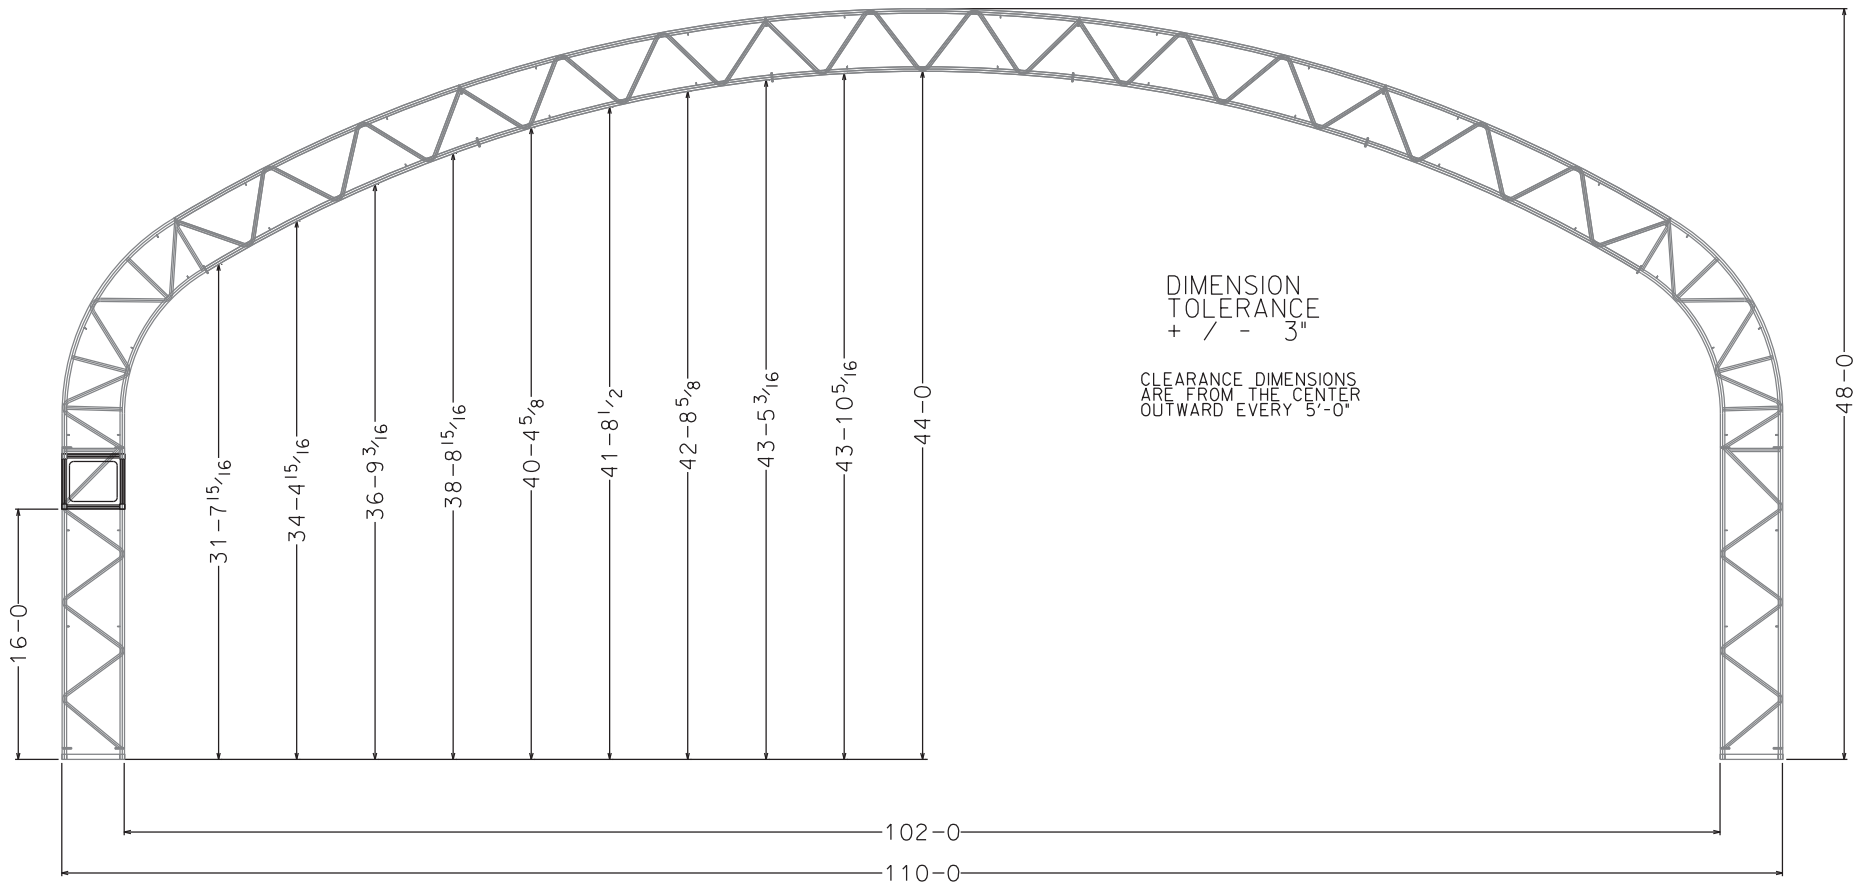 DIMENSION
TOLERANCE
+ / - 3"
CLEARANCE DIMENSIONS
ARE FROM THE CENTER
OUTWARD EVERY 5'-0"
16-0
31-7 15/16
34-4 15/16
36-9 3/16
38-8 15/16
40-4 5/8
41-8 1/2
42-8 5/8
43-5 3/16
43-10 5/16
44-0
48-0
102-0
110-0